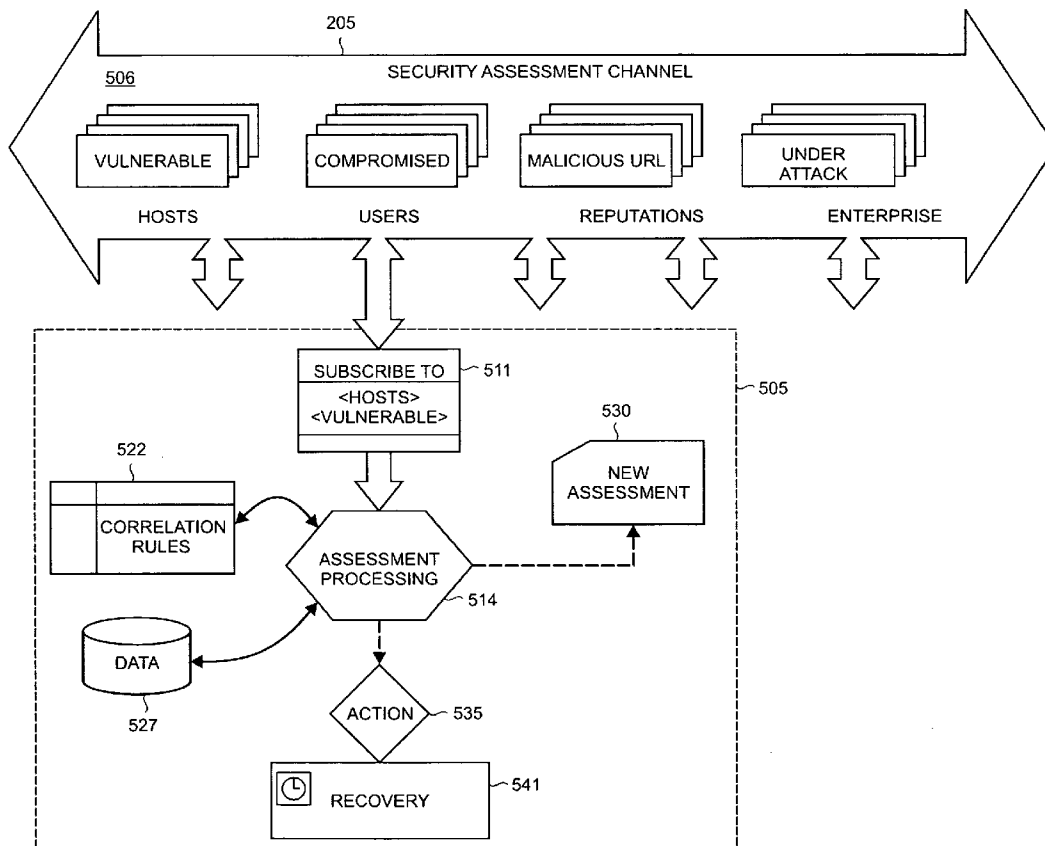 205
SECURITY ASSESSMENT CHANNEL
506
VULNERABLE
COMPROMISED
MALICIOUS URL
UNDER
ATTACK
HOSTS
USERS
REPUTATIONS
ENTERPRISE
SUBSCRIBE TO
<HOSTS>
<VULNERABLE>
511
505
530
NEW
ASSESSMENT
522
CORRELATION
RULES
ASSESSMENT
PROCESSING
514
DATA
527
ACTION
535
RECOVERY
541